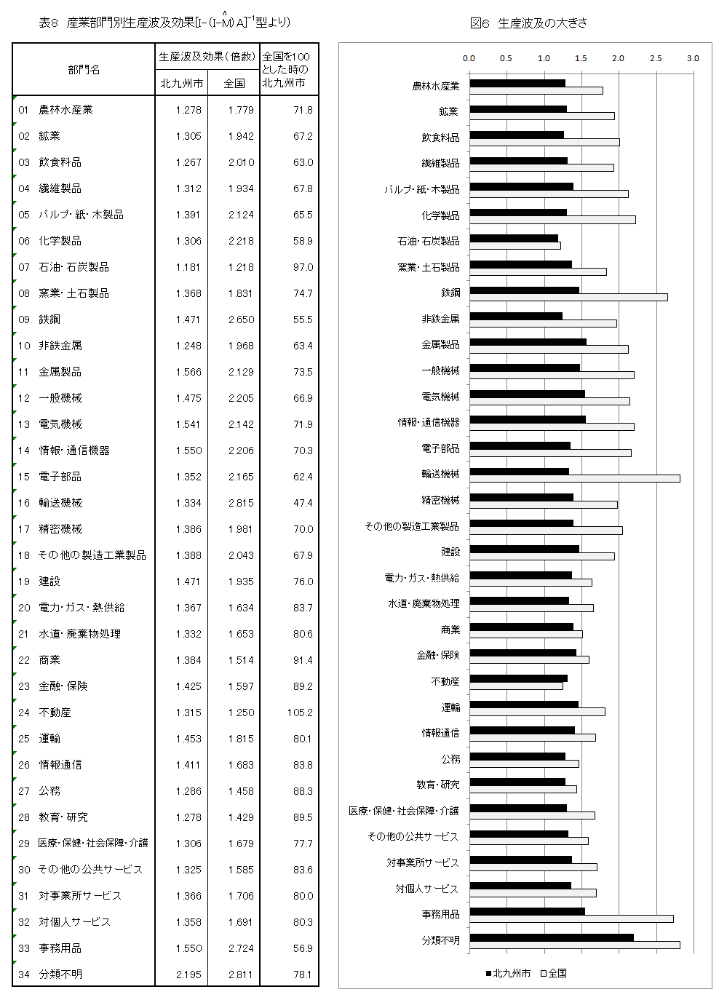 表8 産業部門別生産波及効果[I-(I-M̂)A]⁻¹型より)
部門名 生産波及効果(倍数) 全国を100とした時の北九州市
北九州市 全国
01 農林水産業 1.278 1.779 71.8
02 鉱業 1.305 1.942 67.2
03 飲食料品 1.267 2.010 63.0
04 繊維製品 1.312 1.934 67.8
05 パルプ・紙・木製品 1.391 2.124 65.5
06 化学製品 1.306 2.218 58.9
07 石油・石炭製品 1.181 1.218 97.0
08 窯業・土石製品 1.368 1.831 74.7
09 鉄鋼 1.471 2.650 55.5
10 非鉄金属 1.248 1.968 63.4
11 金属製品 1.566 2.129 73.5
12 一般機械 1.475 2.205 66.9
13 電気機械 1.541 2.142 71.9
14 情報・通信機器 1.550 2.206 70.3
15 電子部品 1.352 2.165 62.4
16 輸送機械 1.334 2.815 47.4
17 精密機械 1.386 1.981 70.0
18 その他の製造工業製品 1.388 2.043 67.9
19 建設 1.471 1.935 76.0
20 電力・ガス・熱供給 1.367 1.634 83.7
21 水道・廃棄物処理 1.332 1.653 80.6
22 商業 1.384 1.514 91.4
23 金融・保険 1.425 1.597 89.2
24 不動産 1.315 1.250 105.2
25 運輸 1.453 1.815 80.1
26 情報通信 1.411 1.683 83.8
27 公務 1.286 1.458 88.3
28 教育・研究 1.278 1.429 89.5
29 医療・保健・社会保障・介護 1.306 1.679 77.7
30 その他の公共サービス 1.325 1.585 83.6
31 対事業所サービス 1.366 1.706 80.0
32 対個人サービス 1.358 1.691 80.3
33 事務用品 1.550 2.724 56.9
34 分類不明 2.195 2.811 78.1
図6 生産波及の大きさ
0.0 0.5 1.0 1.5 2.0 2.5 3.0
農林水産業
鉱業
飲食料品
繊維製品
パルプ・紙・木製品
化学製品
石油・石炭製品
窯業・土石製品
鉄鋼
非鉄金属
金属製品
一般機械
電気機械
情報・通信機器
電子部品
輸送機械
精密機械
その他の製造工業製品
建設
電力・ガス・熱供給
水道・廃棄物処理
商業
金融・保険
不動産
運輸
情報通信
公務
教育・研究
医療・保健・社会保障・介護
その他の公共サービス
対事業所サービス
対個人サービス
事務用品
分類不明
■北九州市 □全国